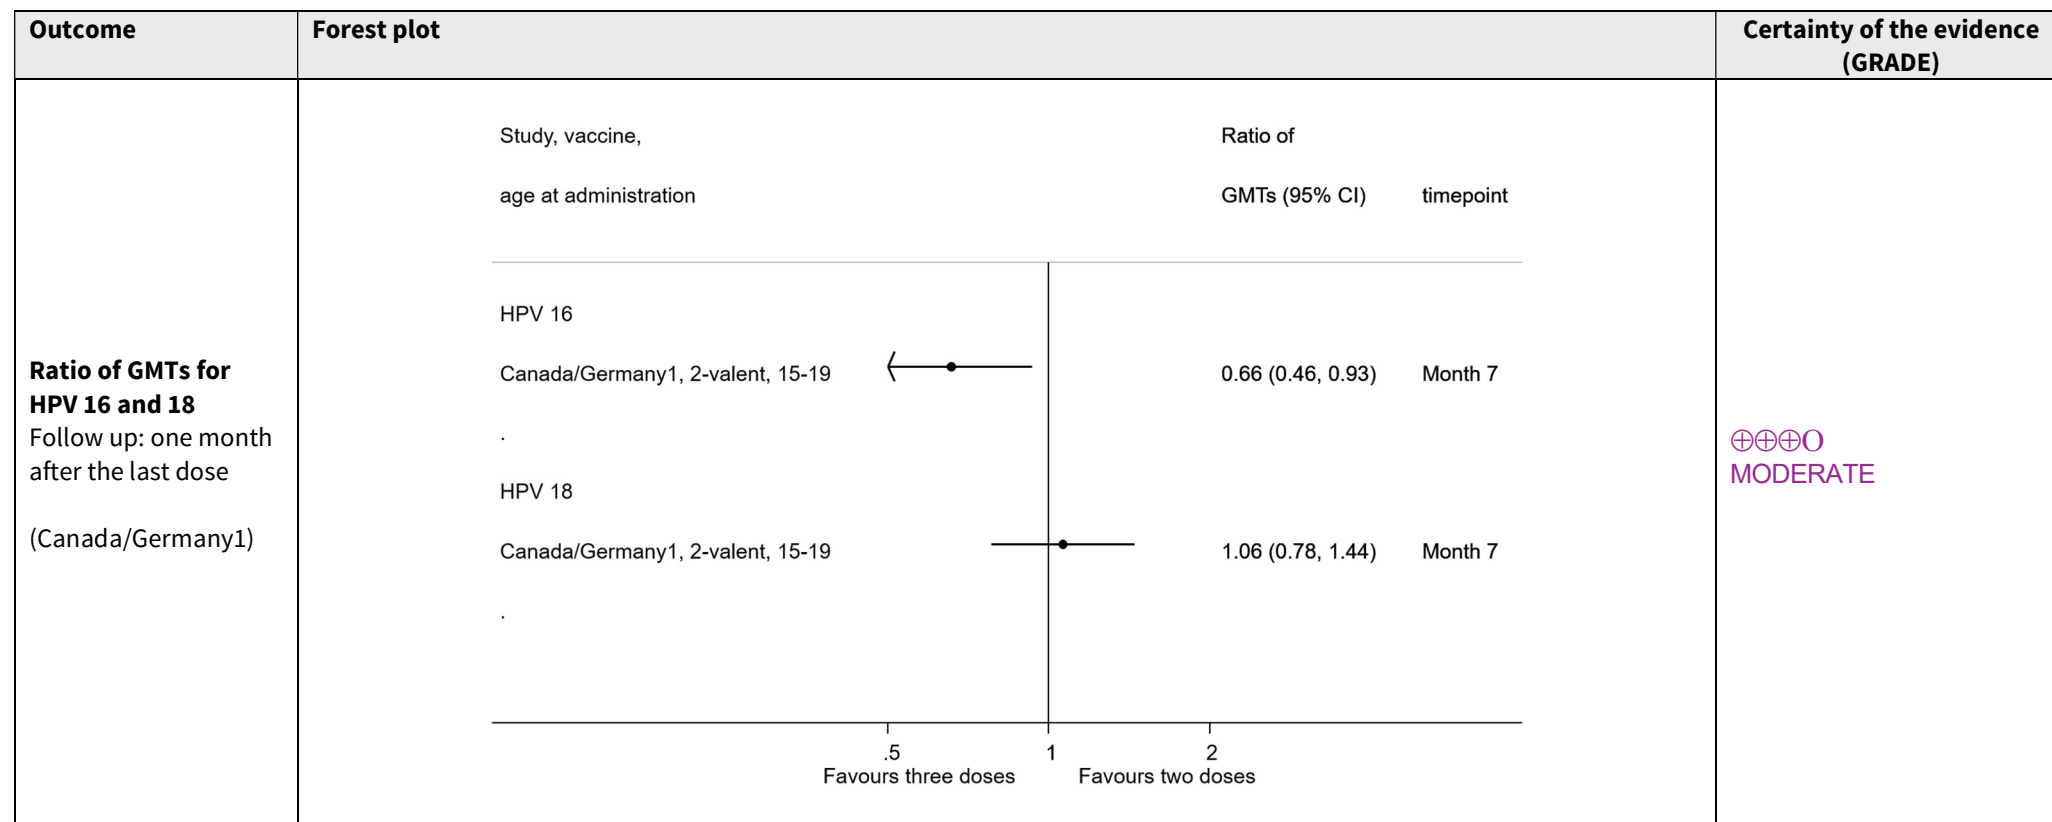 Outcome
Forest plot
Certainty of the evidence
(GRADE)
Ratio of GMTs for
HPV 16 and 18
Follow up: one month
after the last dose
(Canada/Germany1)
Study, vaccine,
age at administration
Ratio of
GMTs (95% CI)
timepoint
HPV 16
Canada/Germany1, 2-valent, 15-19
0.66 (0.46, 0.93)
Month 7
.
HPV 18
Canada/Germany1, 2-valent, 15-19
1.06 (0.78, 1.44)
Month 7
.
.5
1
2
Favours three doses
Favours two doses
⊕⊕⊕O
MODERATE